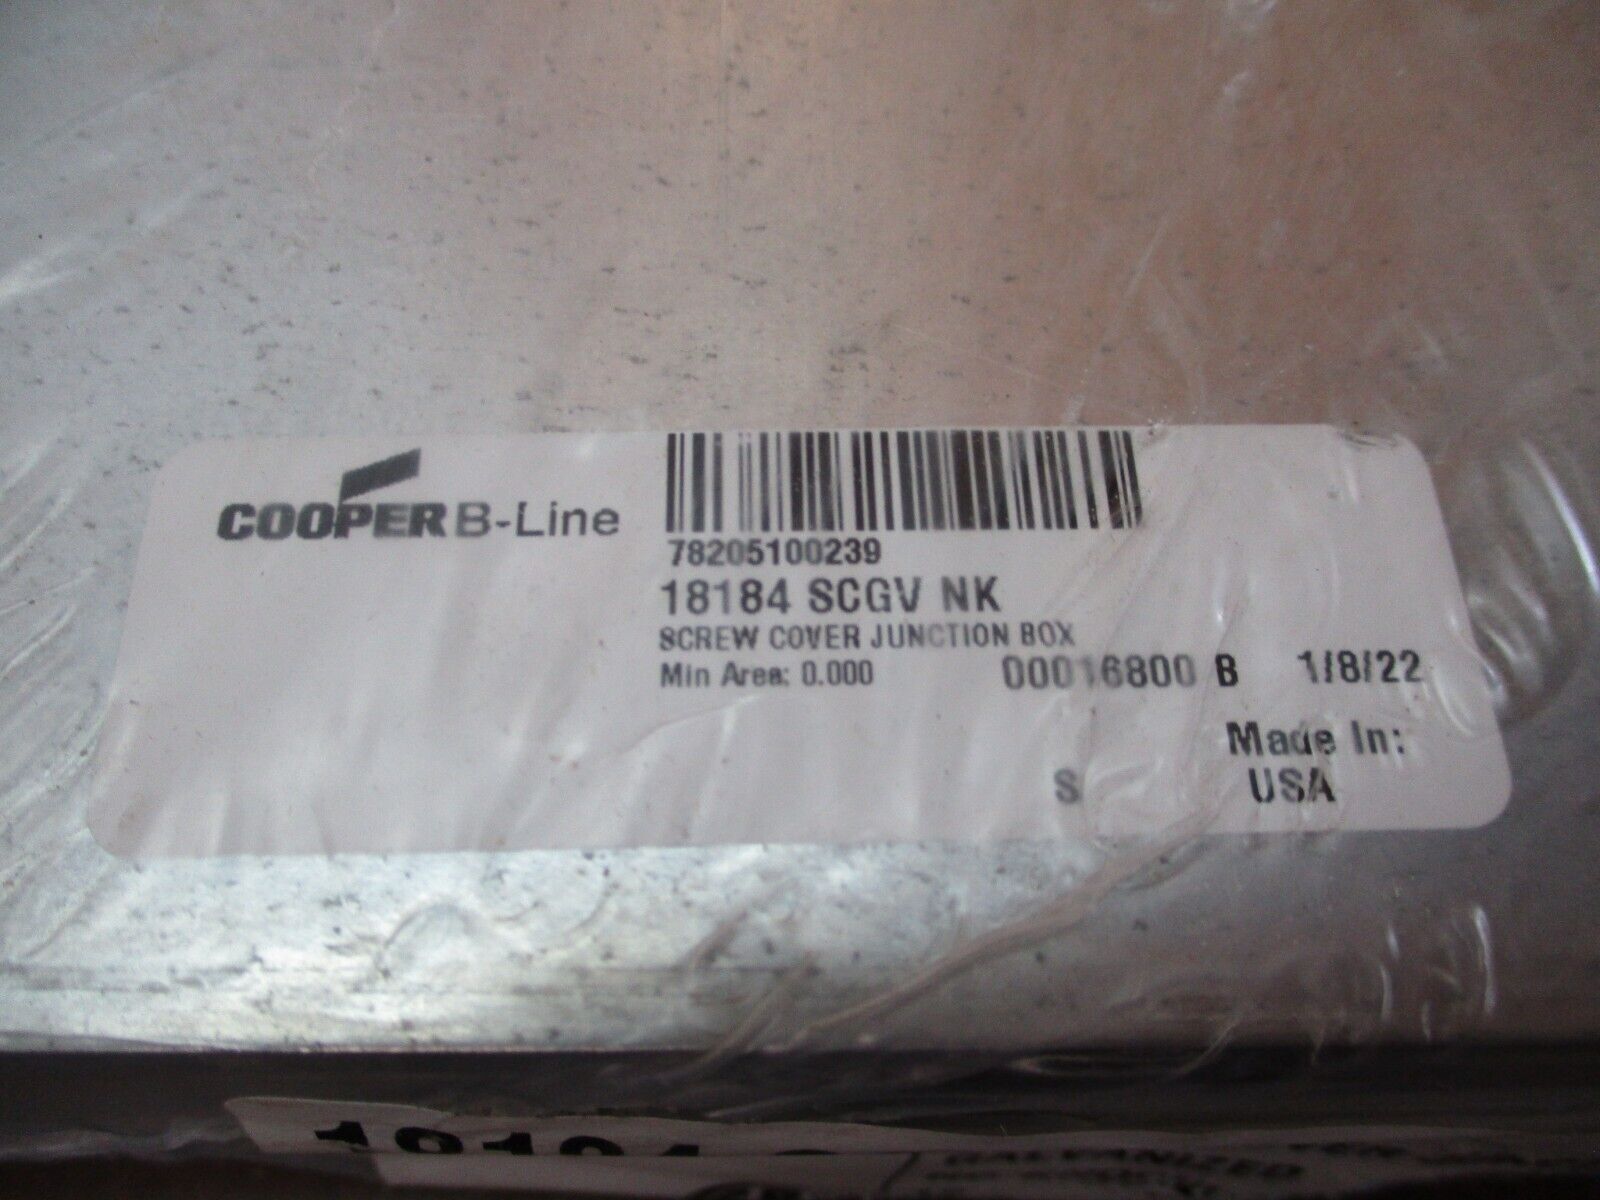 COOPER B-Line
78205100239
18184 SCGV NK
SCREW COVER JUNCTION BOX
Min Area: 0.000 00016800 B 1/8/22
Made In:
S USA
GALVANIZED